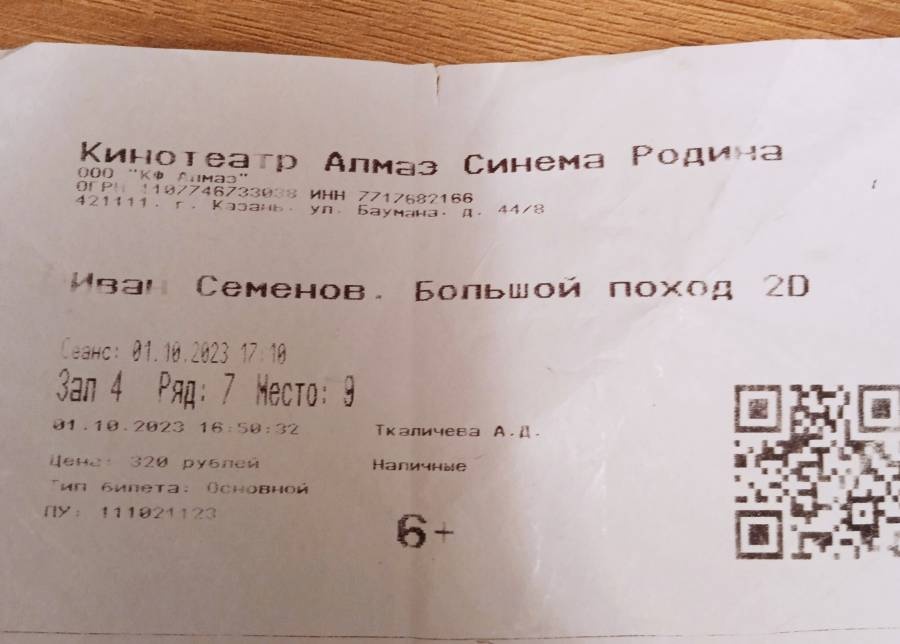 Кинотеатр Алмаз Синема Родина
ООО "КФ Алмаз"
ОГРН 1107746733038 ИНН 7717682166
421111. г. Казань. ул. Баумана. д. 44/8
Иван Семенов. Большой поход 2D
Сеанс: 01.10.2023 17:10
Зал 4 Ряд: 7 Место: 9
01.10.2023 16:50:32 Ткаличева А.Д.
Цена: 320 рублей Наличные
Тип билета: Основной
ПУ: 111021123
6+